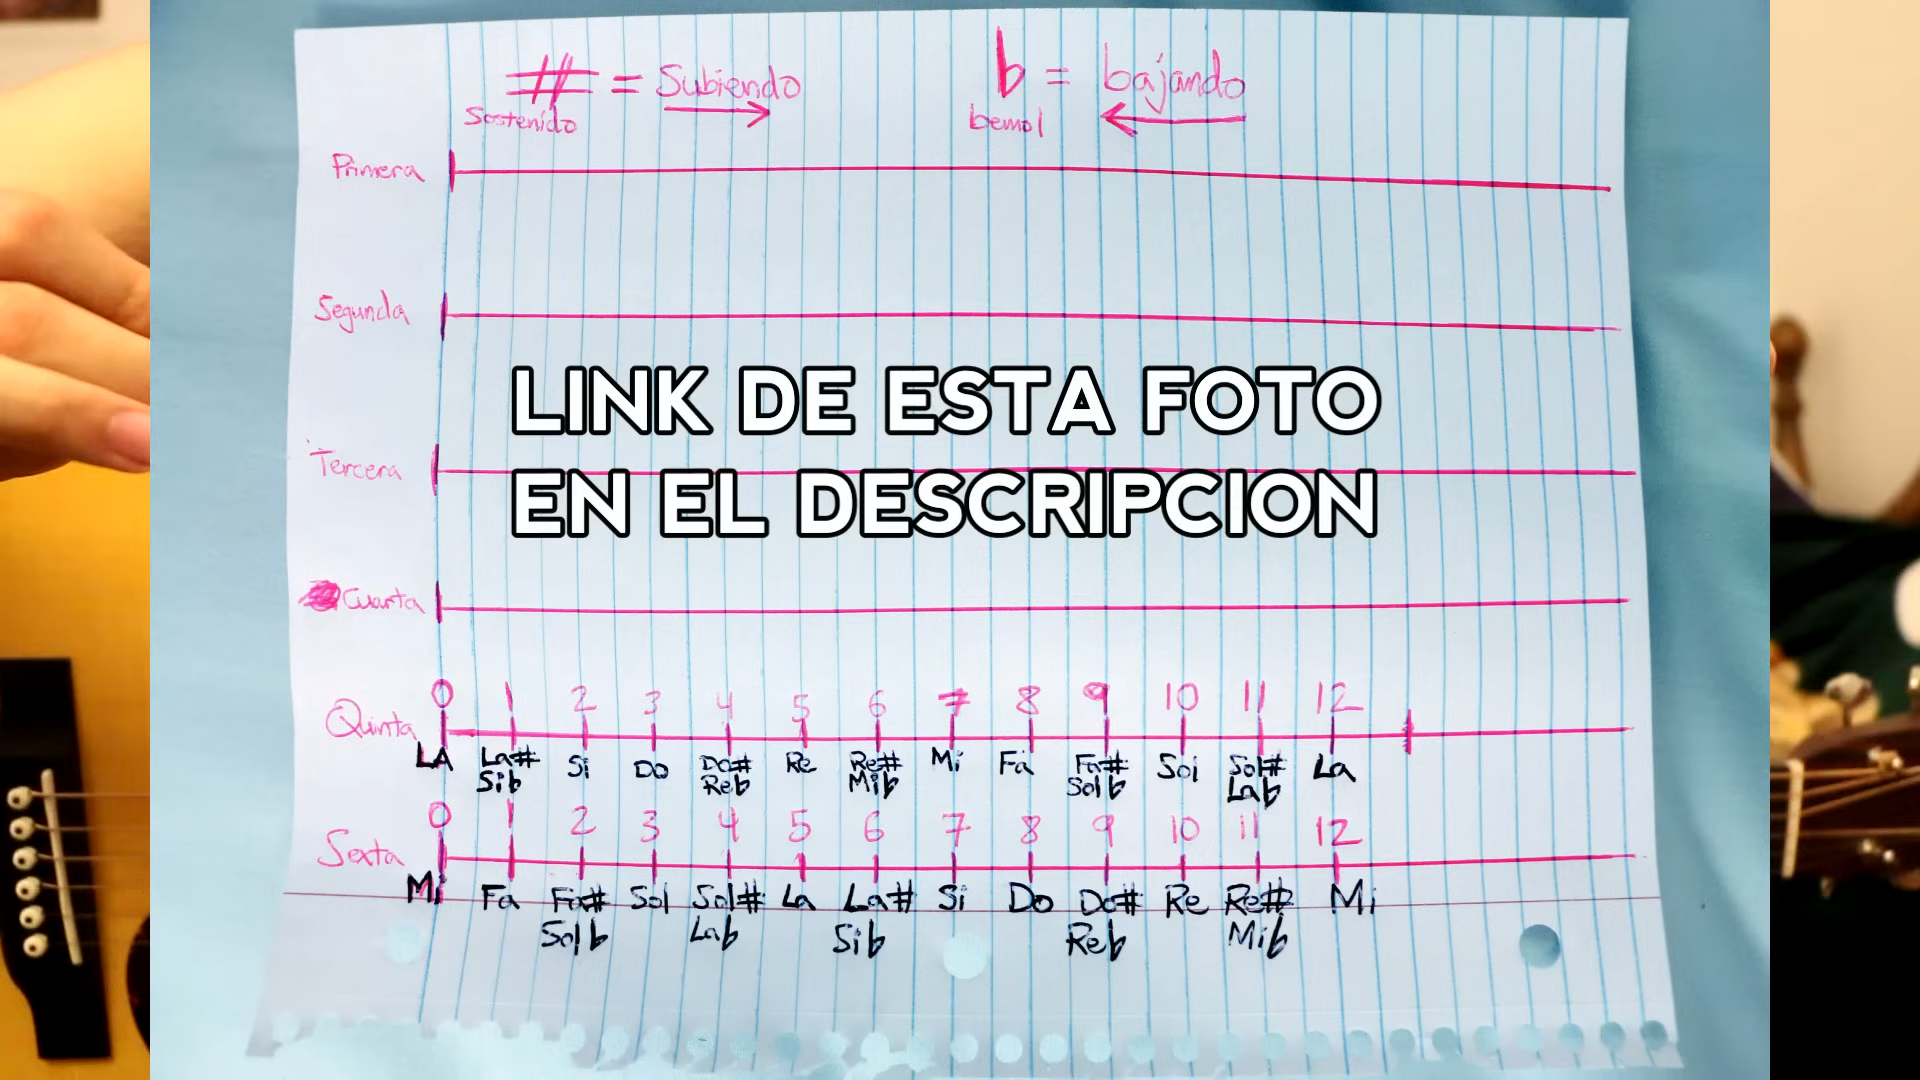 # = Subiendo
Sostenido
b = bajando
bemol
Primera
Segunda
LINK DE ESTA FOTO
EN EL DESCRIPCION
Tercera
Cuarta
0 1 2 3 4 5 6 7 8 9 10 11 12
Quinta
LA La# Si Do Do# Re Re# Mi Fa Fa# Sol Sol# La
Sib Reb Mib Solb Lab
0 1 2 3 4 5 6 7 8 9 10 11 12
Sexta
Mi Fa Fa# Sol Sol# La La# Si Do Do# Re Re# Mi
Solb Lab Sib Reb Mib